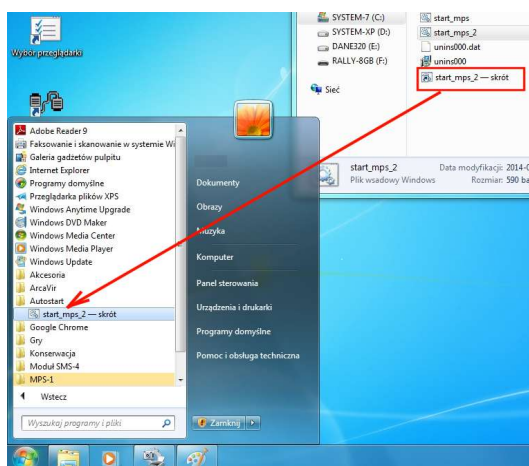 Wybór przeglądarki
SYSTEM-7 (C:)
SYSTEM-XP (D:)
DANE320 (E:)
RALLY-8GB (F:)
Sieć
start_mps
start_mps_2
unins000.dat
unins000
start_mps_2 — skrót
start_mps_2
Data modyfikacji: 2014-0
Plik wsadowy Windows
Rozmiar: 590 ba
Adobe Reader 9
Faksowanie i skanowanie w systemie Wi
Galeria gadżetów pulpitu
Internet Explorer
Programy domyślne
Przeglądarka plików XPS
Windows Anytime Upgrade
Windows DVD Maker
Windows Media Center
Windows Media Player
Windows Update
Akcesoria
ArcaVir
Autostart
start_mps_2 — skrót
Google Chrome
Gry
Konserwacja
Moduł SMS-4
MPS-1
Wstecz
Wyszukaj programy i pliki
Dokumenty
Obrazy
Muzyka
Komputer
Panel sterowania
Urządzenia i drukarki
Programy domyślne
Pomoc i obsługa techniczna
Zamknij